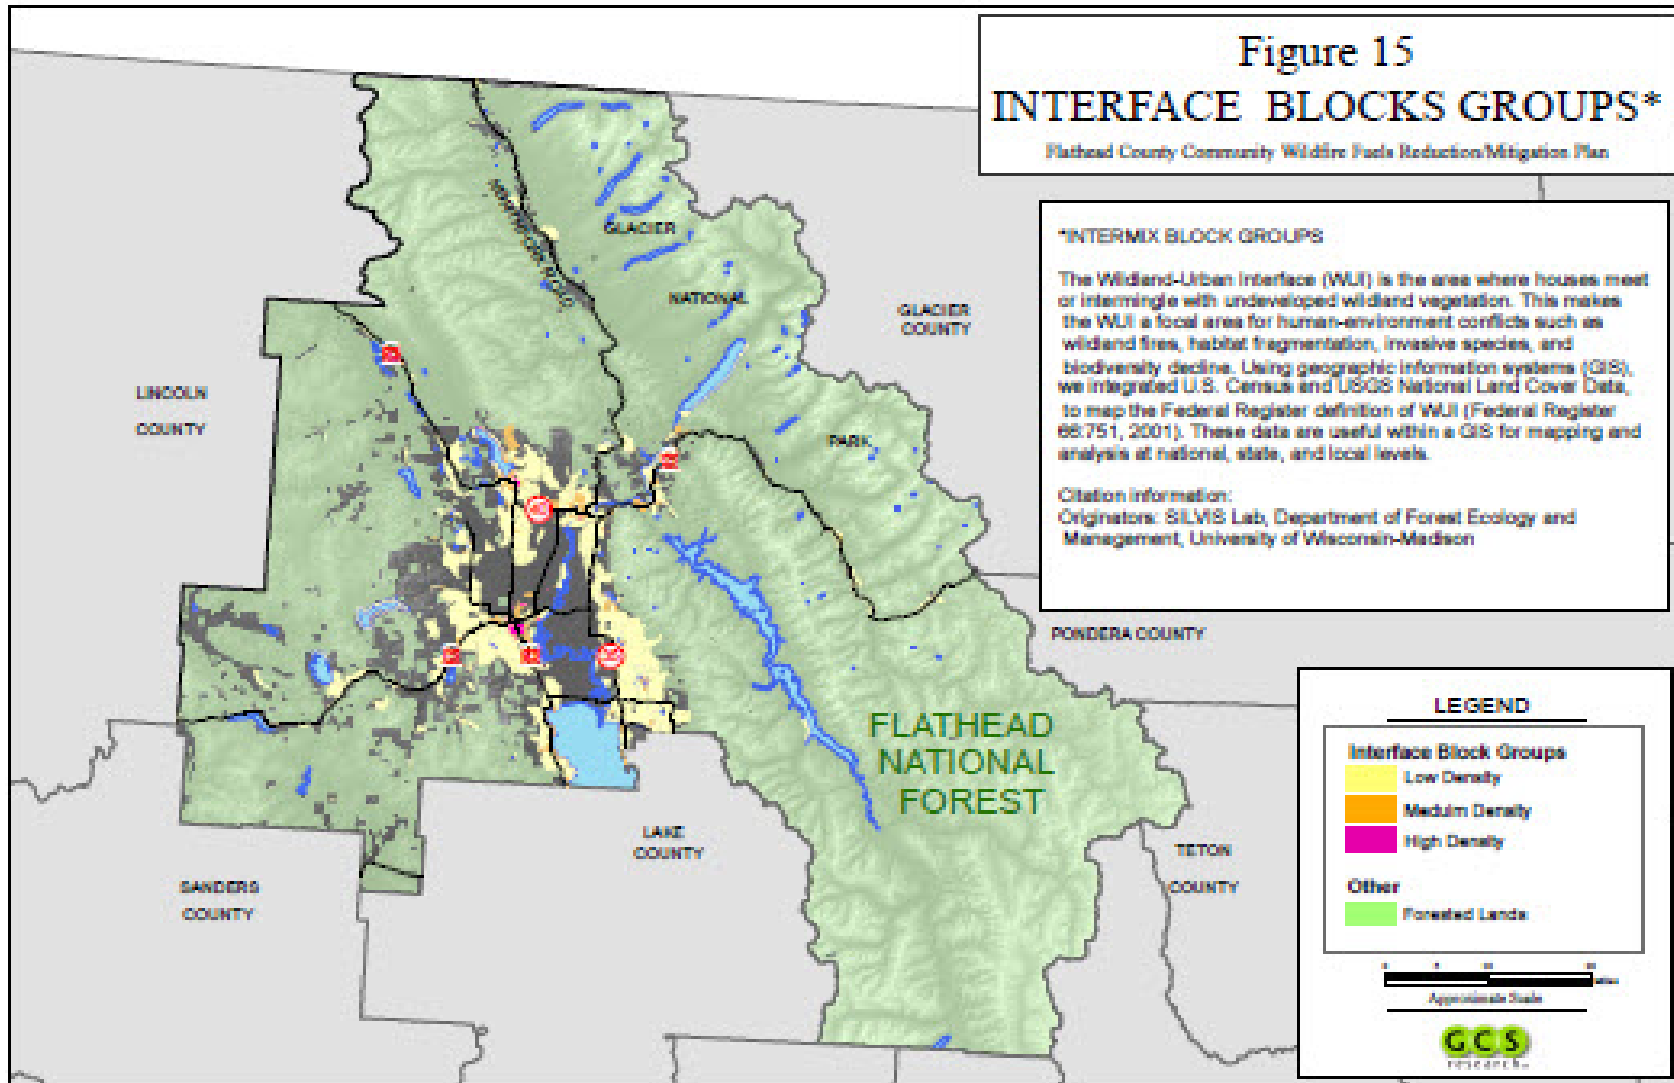 Figure 15
INTERFACE BLOCKS GROUPS*
Flathead County Community Wildfire Fuels Reduction/Mitigation Plan
*INTERMIX BLOCK GROUPS
The Wildland-Urban Interface (WUI) is the area where houses meet
or intermingle with undeveloped wildland vegetation. This makes
the WUI a focal area for human-environment conflicts such as
wildland fires, habitat fragmentation, invasive species, and
biodiversity decline. Using geographic information systems (GIS),
we integrated U.S. Census and USGS National Land Cover Data,
to map the Federal Register definition of WUI (Federal Register
66:751, 2001). These data are useful within a GIS for mapping and
analysis at national, state, and local levels.
Citation information:
Originators: SILVIS Lab, Department of Forest Ecology and
Management, University of Wisconsin-Madison
NORTH FORK ROAD
GLACIER
NATIONAL
PARK
GLACIER
COUNTY
LINCOLN
COUNTY
PONDERA COUNTY
FLATHEAD
NATIONAL
FOREST
LAKE
COUNTY
TETON
COUNTY
SANDERS
COUNTY
LEGEND
Interface Block Groups
Low Density
Meduim Density
High Density
Other
Forested Lands
Approximate Scale
GCS
research